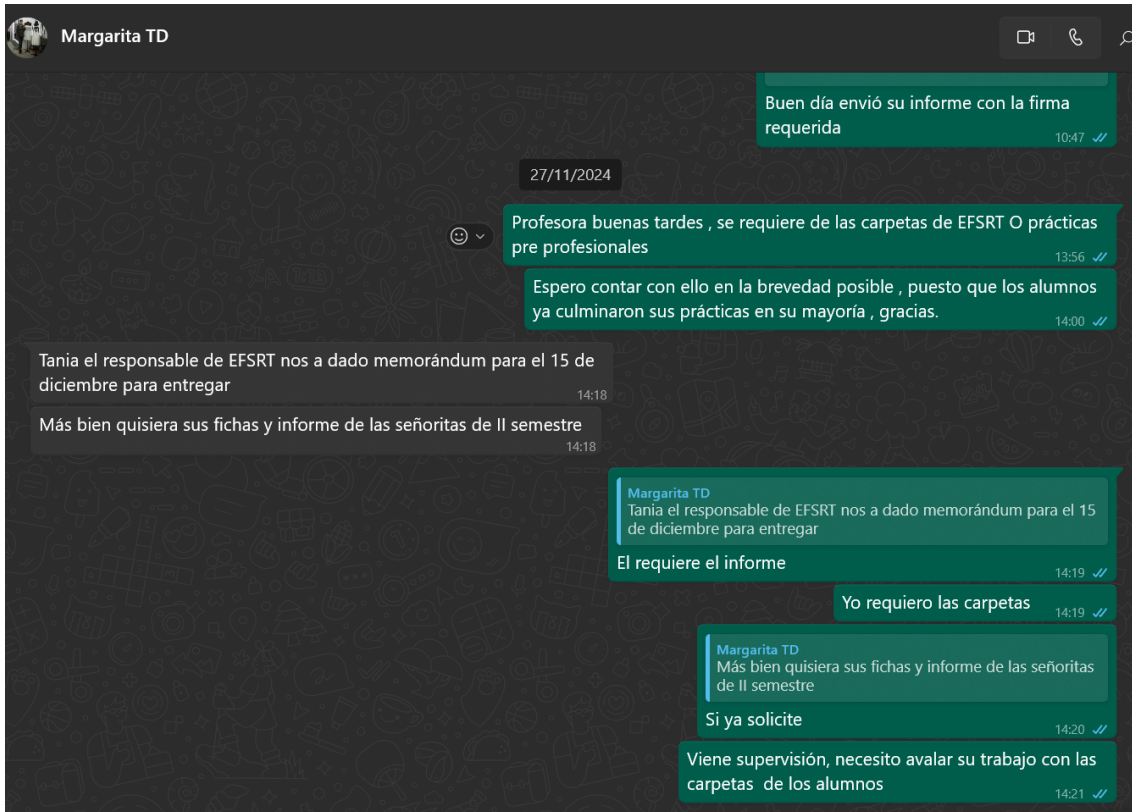 Margarita TD
Buen día envió su informe con la firma
requerida
10:47
27/11/2024
Profesora buenas tardes , se requiere de las carpetas de EFSRT O prácticas
pre profesionales
13:56
Espero contar con ello en la brevedad posible , puesto que los alumnos
ya culminaron sus prácticas en su mayoría , gracias.
14:00
Tania el responsable de EFSRT nos a dado memorándum para el 15 de
diciembre para entregar
14:18
Más bien quisiera sus fichas y informe de las señoritas de II semestre
14:18
Margarita TD
Tania el responsable de EFSRT nos a dado memorándum para el 15
de diciembre para entregar
El requiere el informe
14:19
Yo requiero las carpetas
14:19
Margarita TD
Más bien quisiera sus fichas y informe de las señoritas
de II semestre
Si ya solicite
14:20
Viene supervisión, necesito avalar su trabajo con las
carpetas de los alumnos
14:21